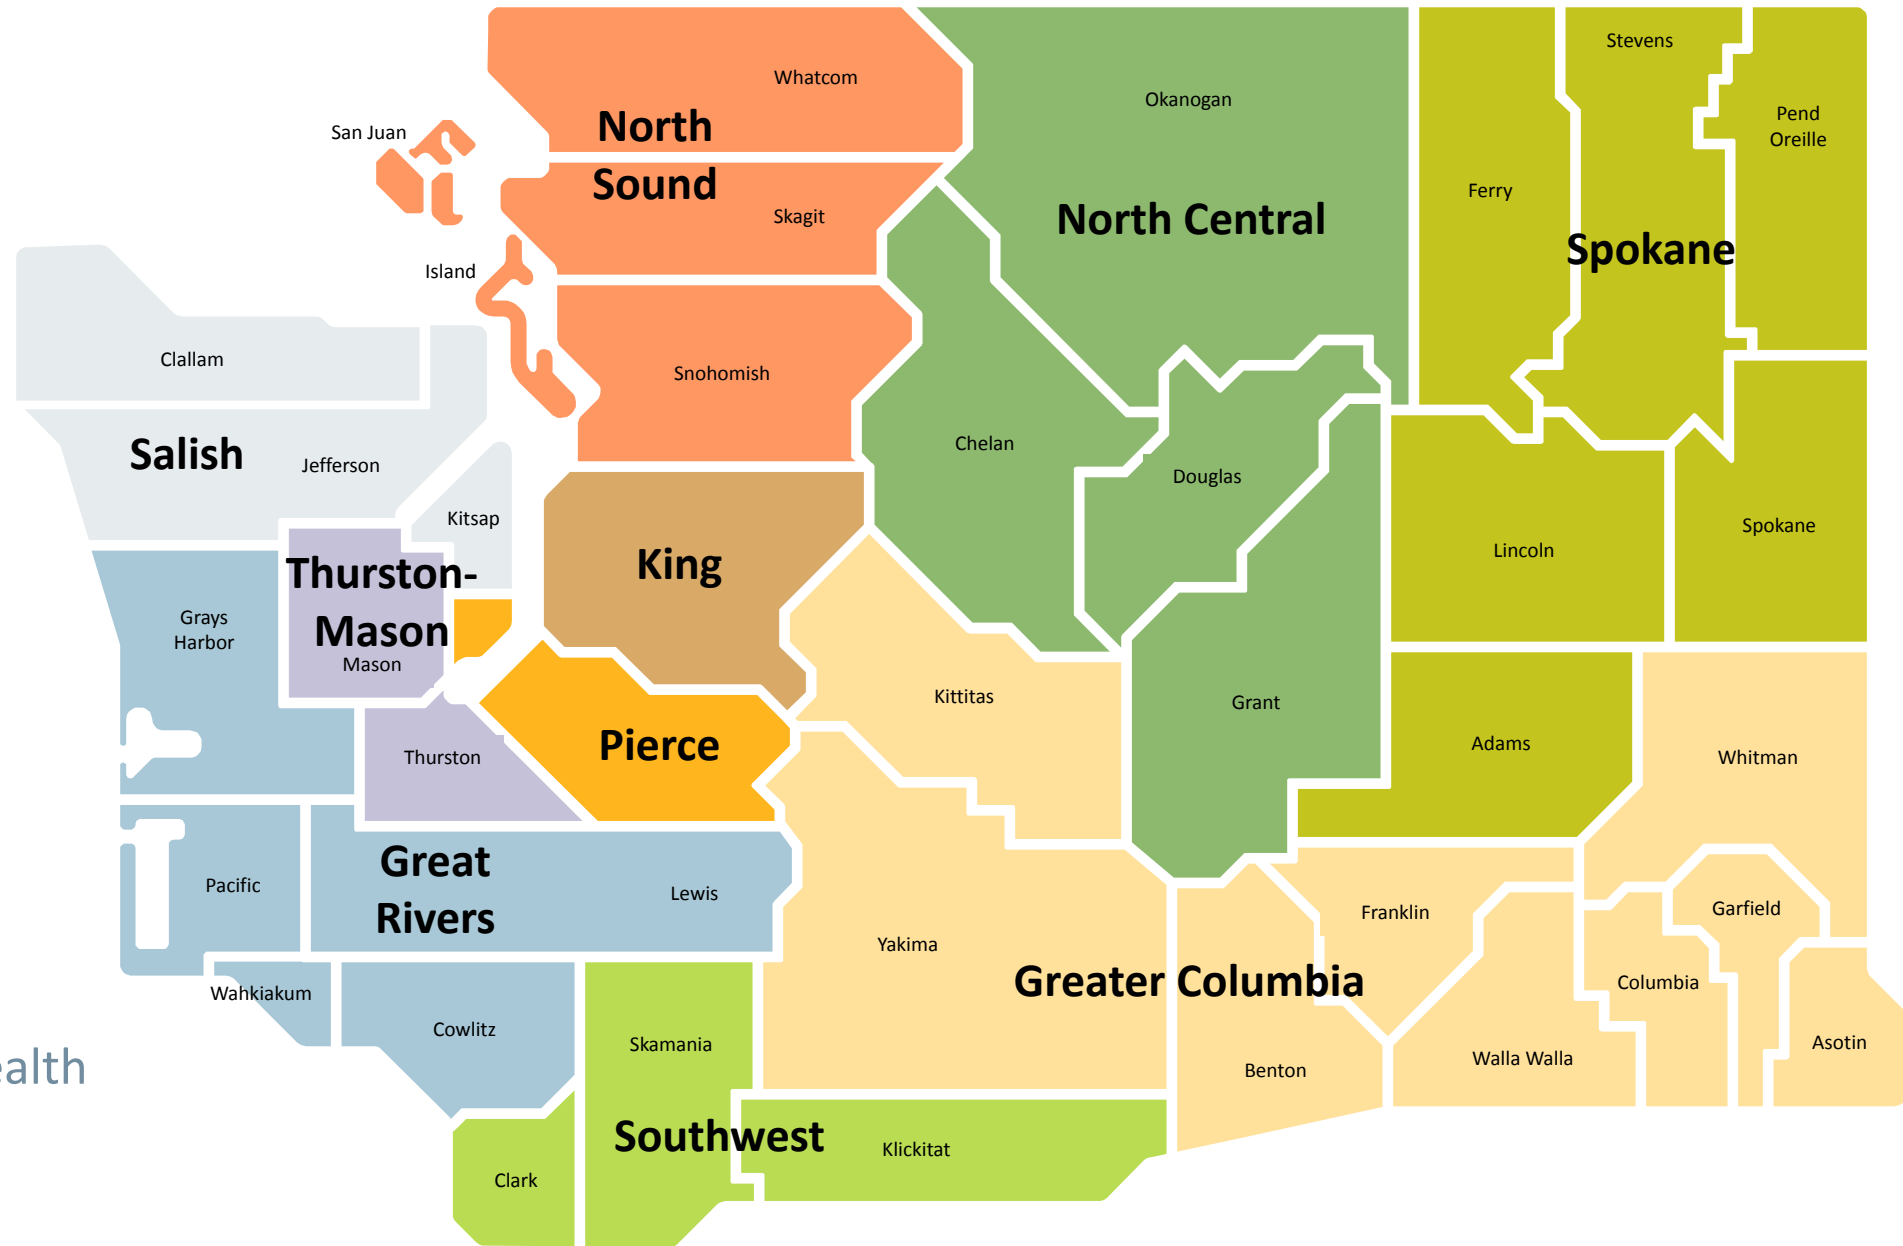 Stevens
Whatcom
Okanogan
Pend
Oreille
San Juan
North
Sound
Ferry
Skagit
North Central
Spokane
Island
Clallam
Snohomish
Salish
Jefferson
Chelan
Douglas
Kitsap
Spokane
Lincoln
King
Thurston-
Mason
Grays
Harbor
Mason
Kittitas
Grant
Adams
Pierce
Thurston
Whitman
Great
Rivers
Pacific
Lewis
Franklin
Garfield
Yakima
Greater Columbia
Columbia
Wahkiakum
Cowlitz
Skamania
Asotin
Walla Walla
Benton
ealth
Southwest
Klickitat
Clark